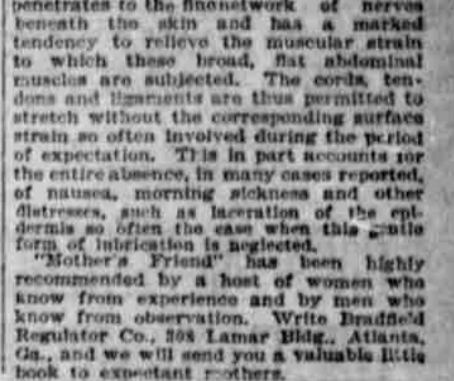 penetrates to the fine network of nerves
beneath the skin and has a marked
tendency to relieve the muscular strain
to which these broad, flat abdominal
muscles are subjected. The cords, ten-
dons and ligaments are thus permitted to
stretch without the corresponding surface
strain so often involved during the period
of expectation. This in part accounts for
the entire absence, in many cases reported,
of nausea, morning sickness and other
distresses, such as laceration of the epi-
dermis so often the case when this gentle
form of lubrication is neglected.
"Mother's Friend" has been highly
recommended by a host of women who
know from experience and by men who
know from observation. Write Bradfield
Regulator Co., 308 Lamar Bldg., Atlanta,
Ga., and we will send you a valuable little
book to expectant mothers.